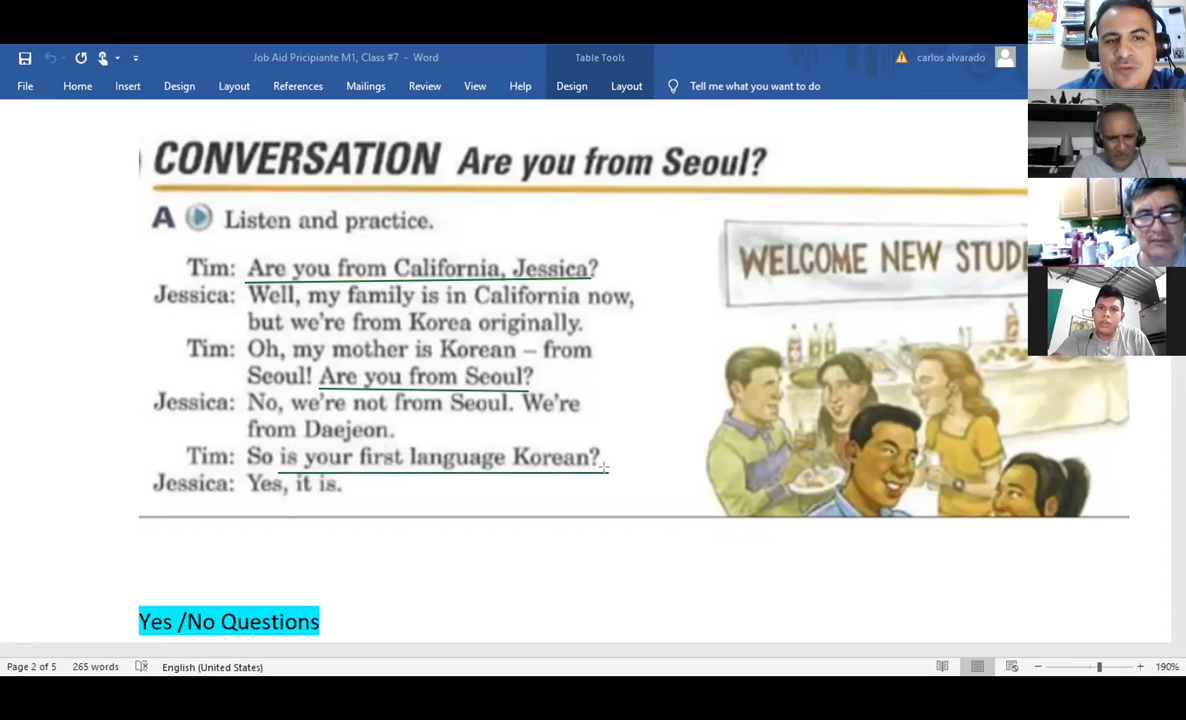 Job Aid Pricipiante M1, Class #7 - Word
Table Tools
carlos alvarado
File Home Insert Design Layout References Mailings Review View Help Design Layout Tell me what you want to do
CONVERSATION Are you from Seoul?
A Listen and practice.
Tim: Are you from California, Jessica?
Jessica: Well, my family is in California now,
but we're from Korea originally.
Tim: Oh, my mother is Korean – from
Seoul! Are you from Seoul?
Jessica: No, we're not from Seoul. We're
from Daejeon.
Tim: So is your first language Korean?
Jessica: Yes, it is.
WELCOME NEW STUD
Yes /No Questions
Page 2 of 5 265 words English (United States) 190%